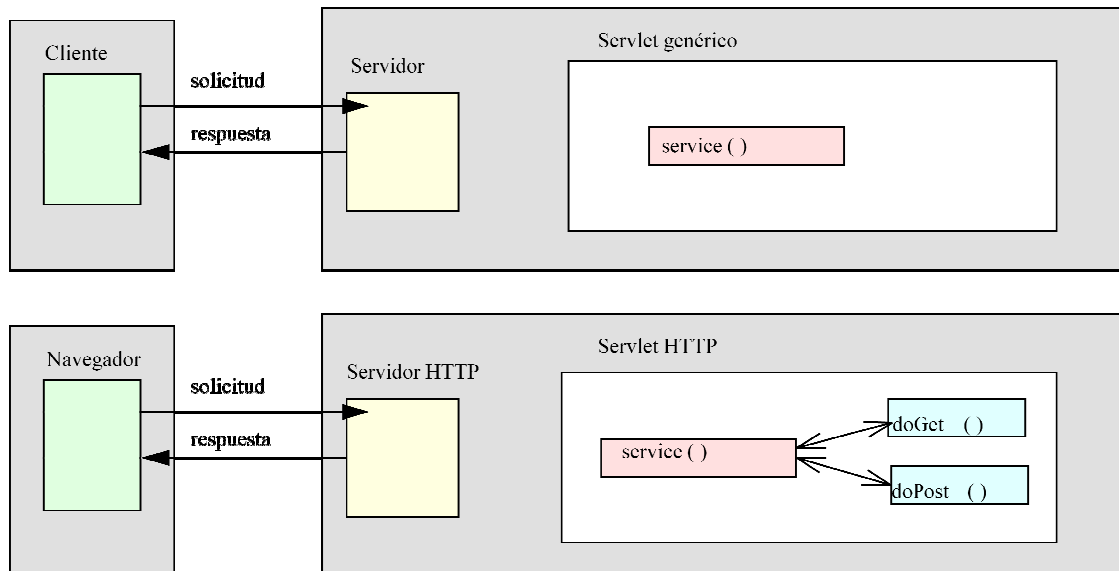 Cliente
Servlet genérico
Servidor
solicitud
respuesta
service ( )
Navegador
Servlet HTTP
Servidor HTTP
solicitud
respuesta
service ( )
doGet ( )
doPost ( )